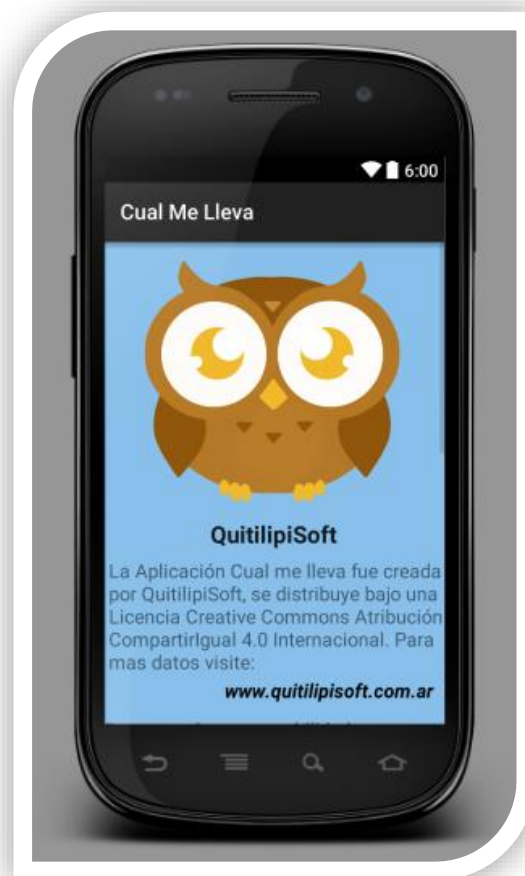 6:00
Cual Me Lleva
QuitilipiSoft
La Aplicación Cual me lleva fue creada
por QuitilipiSoft, se distribuye bajo una
Licencia Creative Commons Atribución
CompartirIgual 4.0 Internacional. Para
mas datos visite:
www.quitilipisoft.com.ar